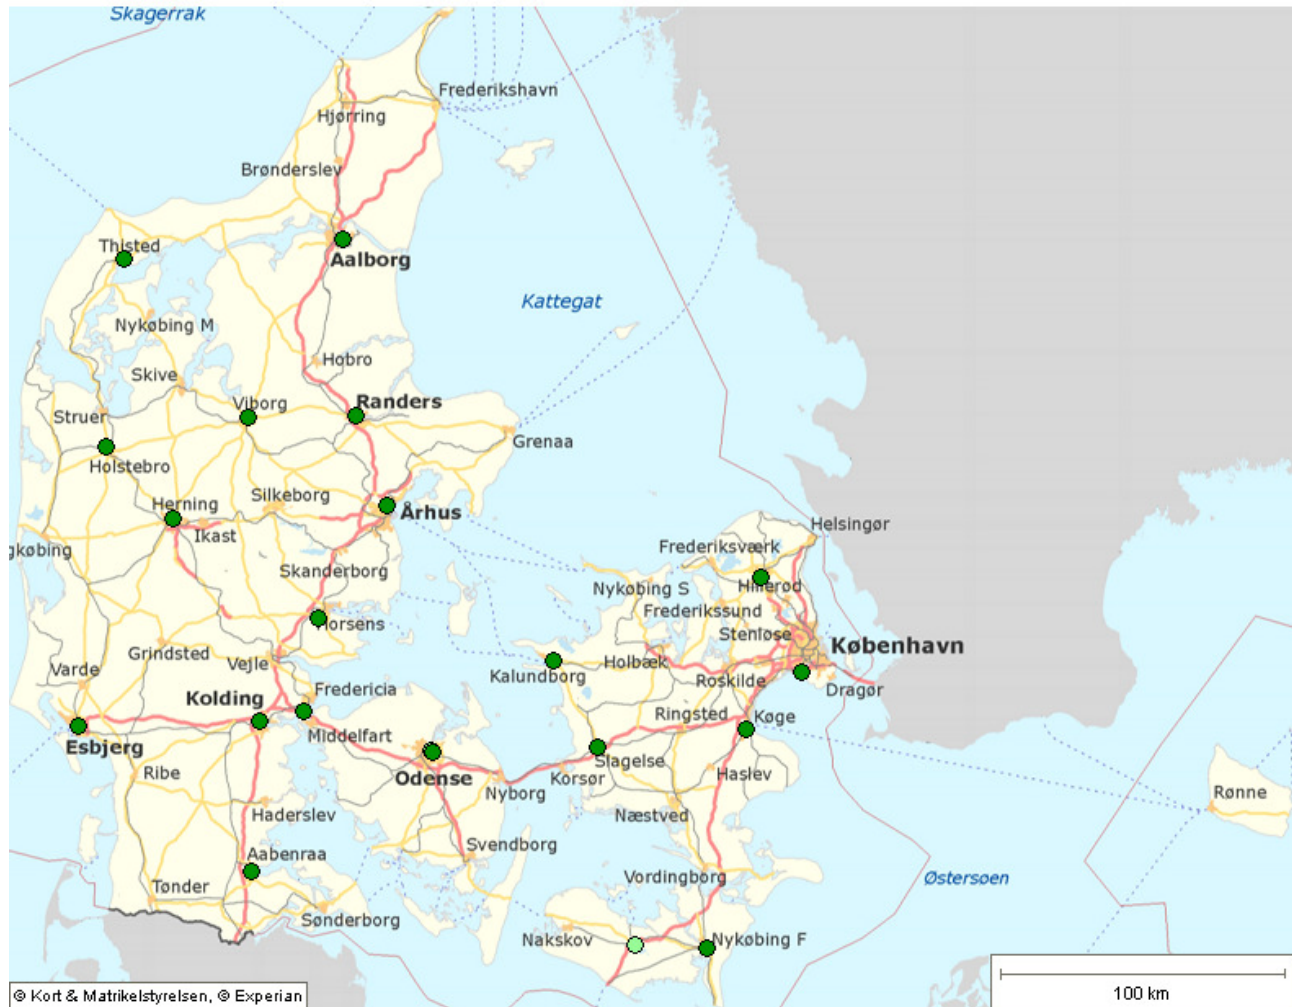 Skagerrak
Frederikshavn
Hjørring
Brønderslev
Thisted
Aalborg
Kattegat
Nykøbing M
Hobro
Skive
Viborg
Randers
Struer
Grenaa
Holstebro
Silkeborg
Herning
Århus
Ikast
Helsingør
gkøbing
Frederiksværk
Skanderborg
Nykøbing S
Hillerød
Frederikssund
Horsens
Stenløse
København
Grindsted
Vejle
Holbæk
Varde
Kalundborg
Roskilde
Dragør
Fredericia
Kolding
Ringsted
Køge
Middelfart
Esbjerg
Slagelse
Ribe
Odense
Korsør
Haslev
Nyborg
Rønne
Haderslev
Næstved
Svendborg
Aabenraa
Vordingborg
Østersøen
Tønder
Sønderborg
Nakskov
Nykøbing F
100 km
© Kort & Matrikelstyrelsen, © Experian